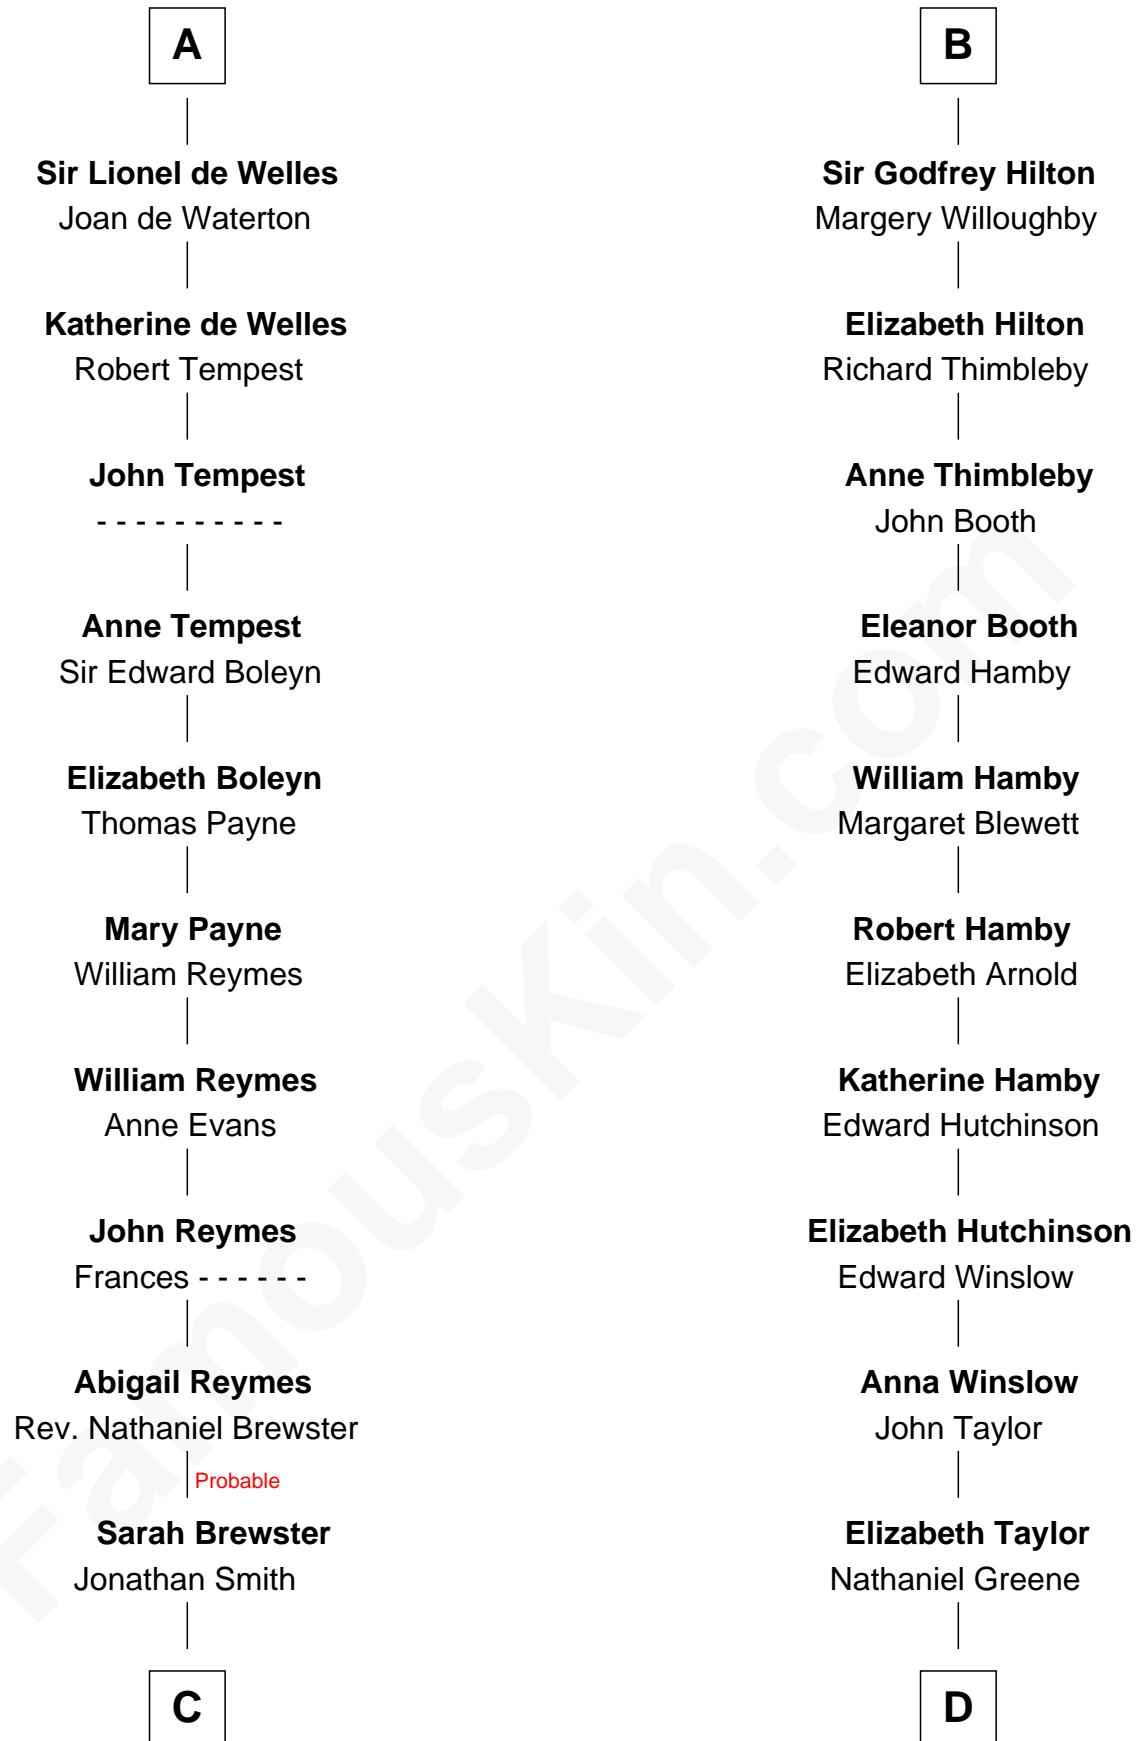 A
Sir Lionel de Welles
Joan de Waterton
Katherine de Welles
Robert Tempest
John Tempest
- - - - - - - - - -
Anne Tempest
Sir Edward Boleyn
Elizabeth Boleyn
Thomas Payne
Mary Payne
William Reymes
William Reymes
Anne Evans
John Reymes
Frances - - - - - -
Abigail Reymes
Rev. Nathaniel Brewster
Probable
Sarah Brewster
Jonathan Smith
C
B
Sir Godfrey Hilton
Margery Willoughby
Elizabeth Hilton
Richard Thimbleby
Anne Thimbleby
John Booth
Eleanor Booth
Edward Hamby
William Hamby
Margaret Blewett
Robert Hamby
Elizabeth Arnold
Katherine Hamby
Edward Hutchinson
Elizabeth Hutchinson
Edward Winslow
Anna Winslow
John Taylor
Elizabeth Taylor
Nathaniel Greene
D
FamousKin.com